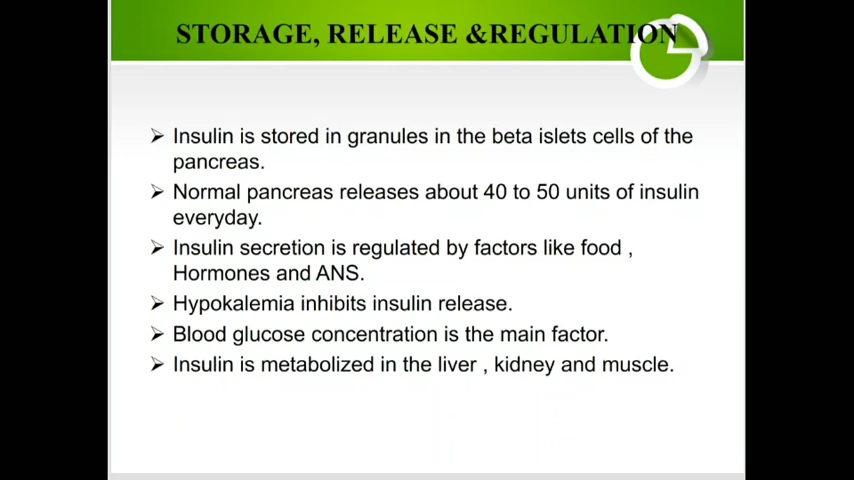 STORAGE, RELEASE &REGULATION
➢ Insulin is stored in granules in the beta islets cells of the
pancreas.
➢ Normal pancreas releases about 40 to 50 units of insulin
everyday.
➢ Insulin secretion is regulated by factors like food ,
Hormones and ANS.
➢ Hypokalemia inhibits insulin release.
➢ Blood glucose concentration is the main factor.
➢ Insulin is metabolized in the liver , kidney and muscle.